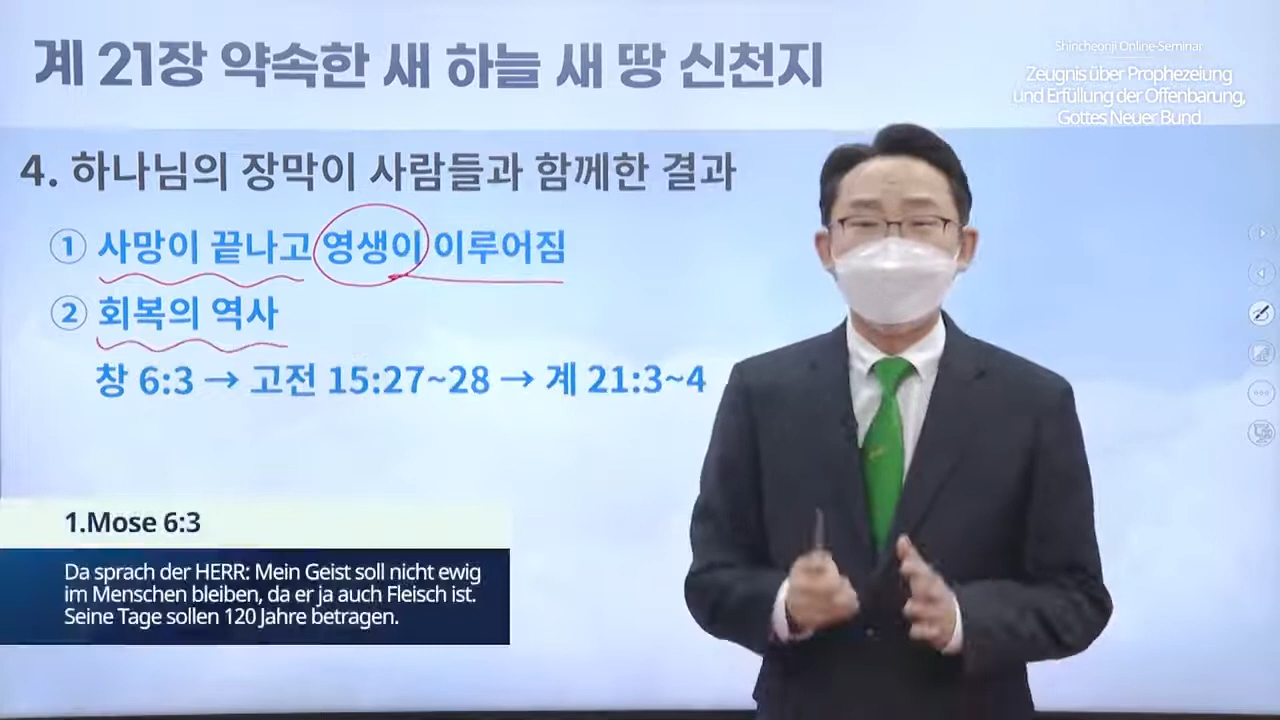 계 21장 약속한 새 하늘 새 땅 신천지
Shincheonji Online-Seminar
Zeugnis über Prophezeiung
und Erfüllung der Offenbarung,
Gottes Neuer Bund
4. 하나님의 장막이 사람들과 함께한 결과
① 사망이 끝나고 영생이 이루어짐
② 회복의 역사
창 6:3 → 고전 15:27~28 → 계 21:3~4
1.Mose 6:3
Da sprach der HERR: Mein Geist soll nicht ewig
im Menschen bleiben, da er ja auch Fleisch ist.
Seine Tage sollen 120 Jahre betragen.